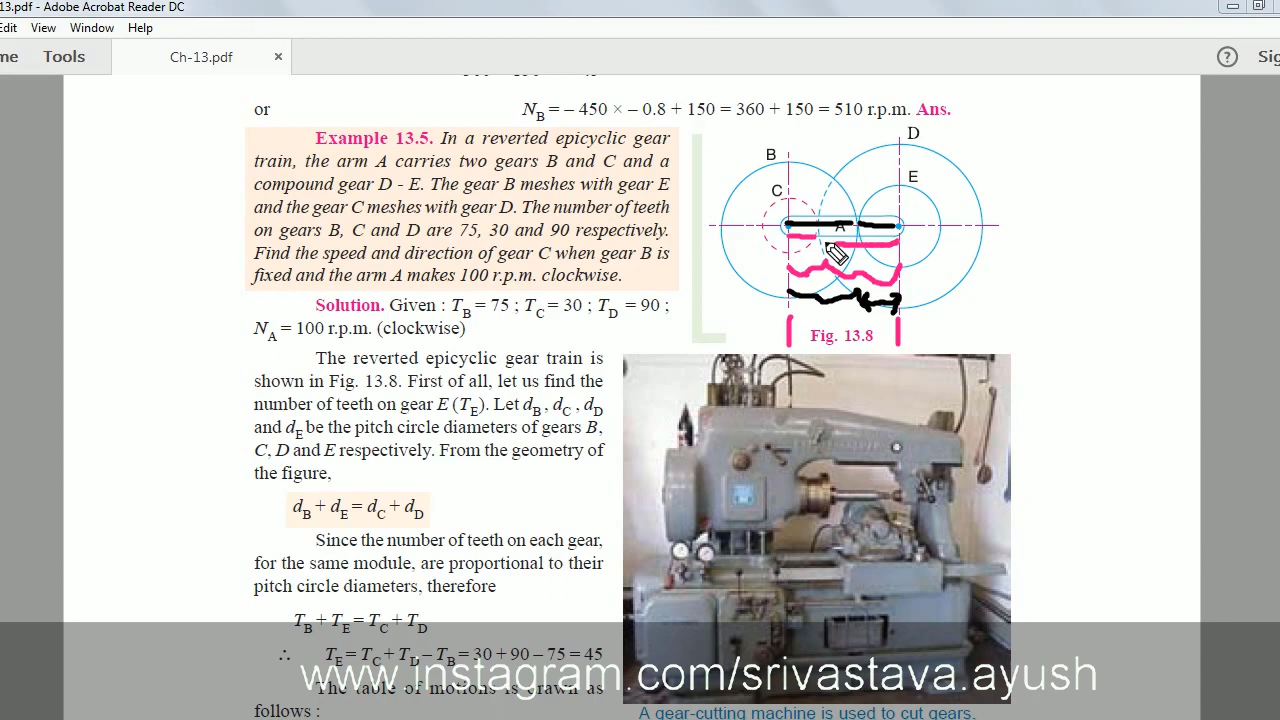 13.pdf - Adobe Acrobat Reader DC
Edit View Window Help
me Tools Ch-13.pdf × ? Sig
or N_B = – 450 × – 0.8 + 150 = 360 + 150 = 510 r.p.m. Ans.
Example 13.5. In a reverted epicyclic gear
train, the arm A carries two gears B and C and a
compound gear D - E. The gear B meshes with gear E
and the gear C meshes with gear D. The number of teeth
on gears B, C and D are 75, 30 and 90 respectively.
Find the speed and direction of gear C when gear B is
fixed and the arm A makes 100 r.p.m. clockwise.
D
B
E
C
A
Fig. 13.8
Solution. Given : T_B = 75 ; T_C = 30 ; T_D = 90 ;
N_A = 100 r.p.m. (clockwise)
The reverted epicyclic gear train is
shown in Fig. 13.8. First of all, let us find the
number of teeth on gear E (T_E). Let d_B , d_C , d_D
and d_E be the pitch circle diameters of gears B,
C, D and E respectively. From the geometry of
the figure,
d_B + d_E = d_C + d_D
Since the number of teeth on each gear,
for the same module, are proportional to their
pitch circle diameters, therefore
T_B + T_E = T_C + T_D
∴ T_E = T_C + T_D – T_B = 30 + 90 – 75 = 45
www.instagram.com/srivastava.ayush
The table of motions is drawn as
follows :
A gear-cutting machine is used to cut gears.